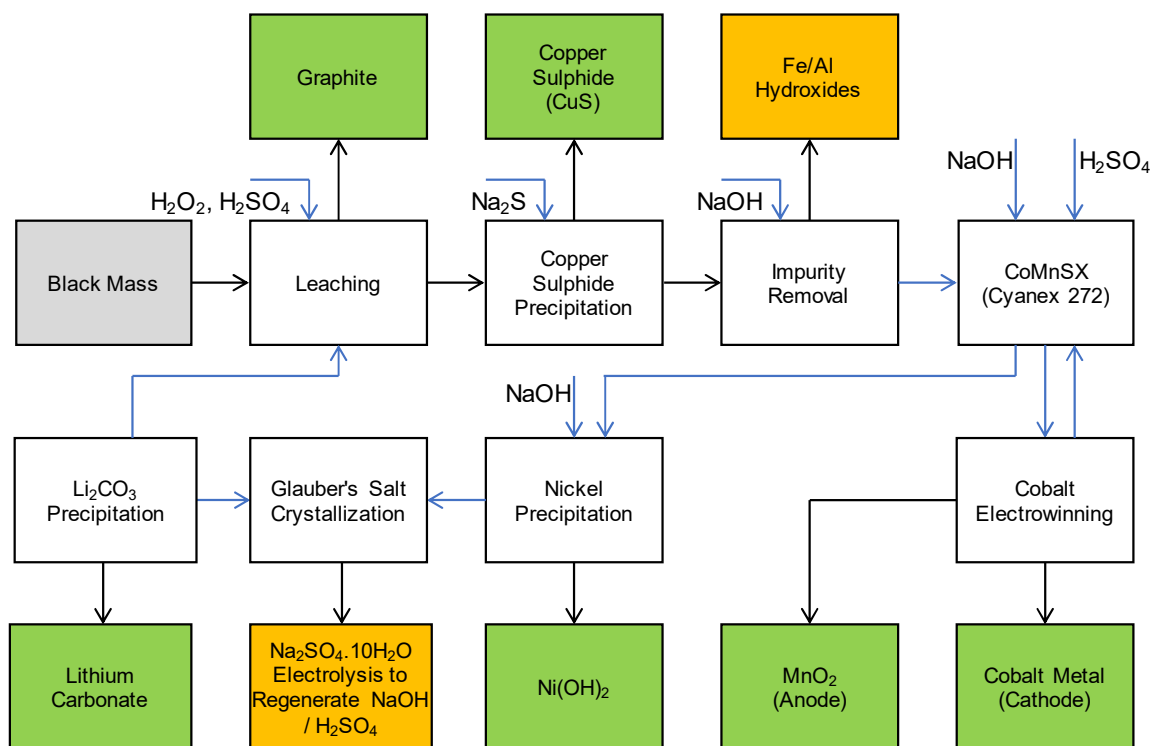 Graphite
Copper
Sulphide
(CuS)
Fe/Al
Hydroxides
H₂O₂, H₂SO₄
Na₂S
NaOH
NaOH
H₂SO₄
Black Mass
Leaching
Copper
Sulphide
Precipitation
Impurity
Removal
CoMnSX
(Cyanex 272)
NaOH
Li₂CO₃
Precipitation
Glauber's Salt
Crystallization
Nickel
Precipitation
Cobalt
Electrowinning
Lithium
Carbonate
Na₂SO₄.10H₂O
Electrolysis to
Regenerate NaOH
/ H₂SO₄
Ni(OH)₂
MnO₂
(Anode)
Cobalt Metal
(Cathode)